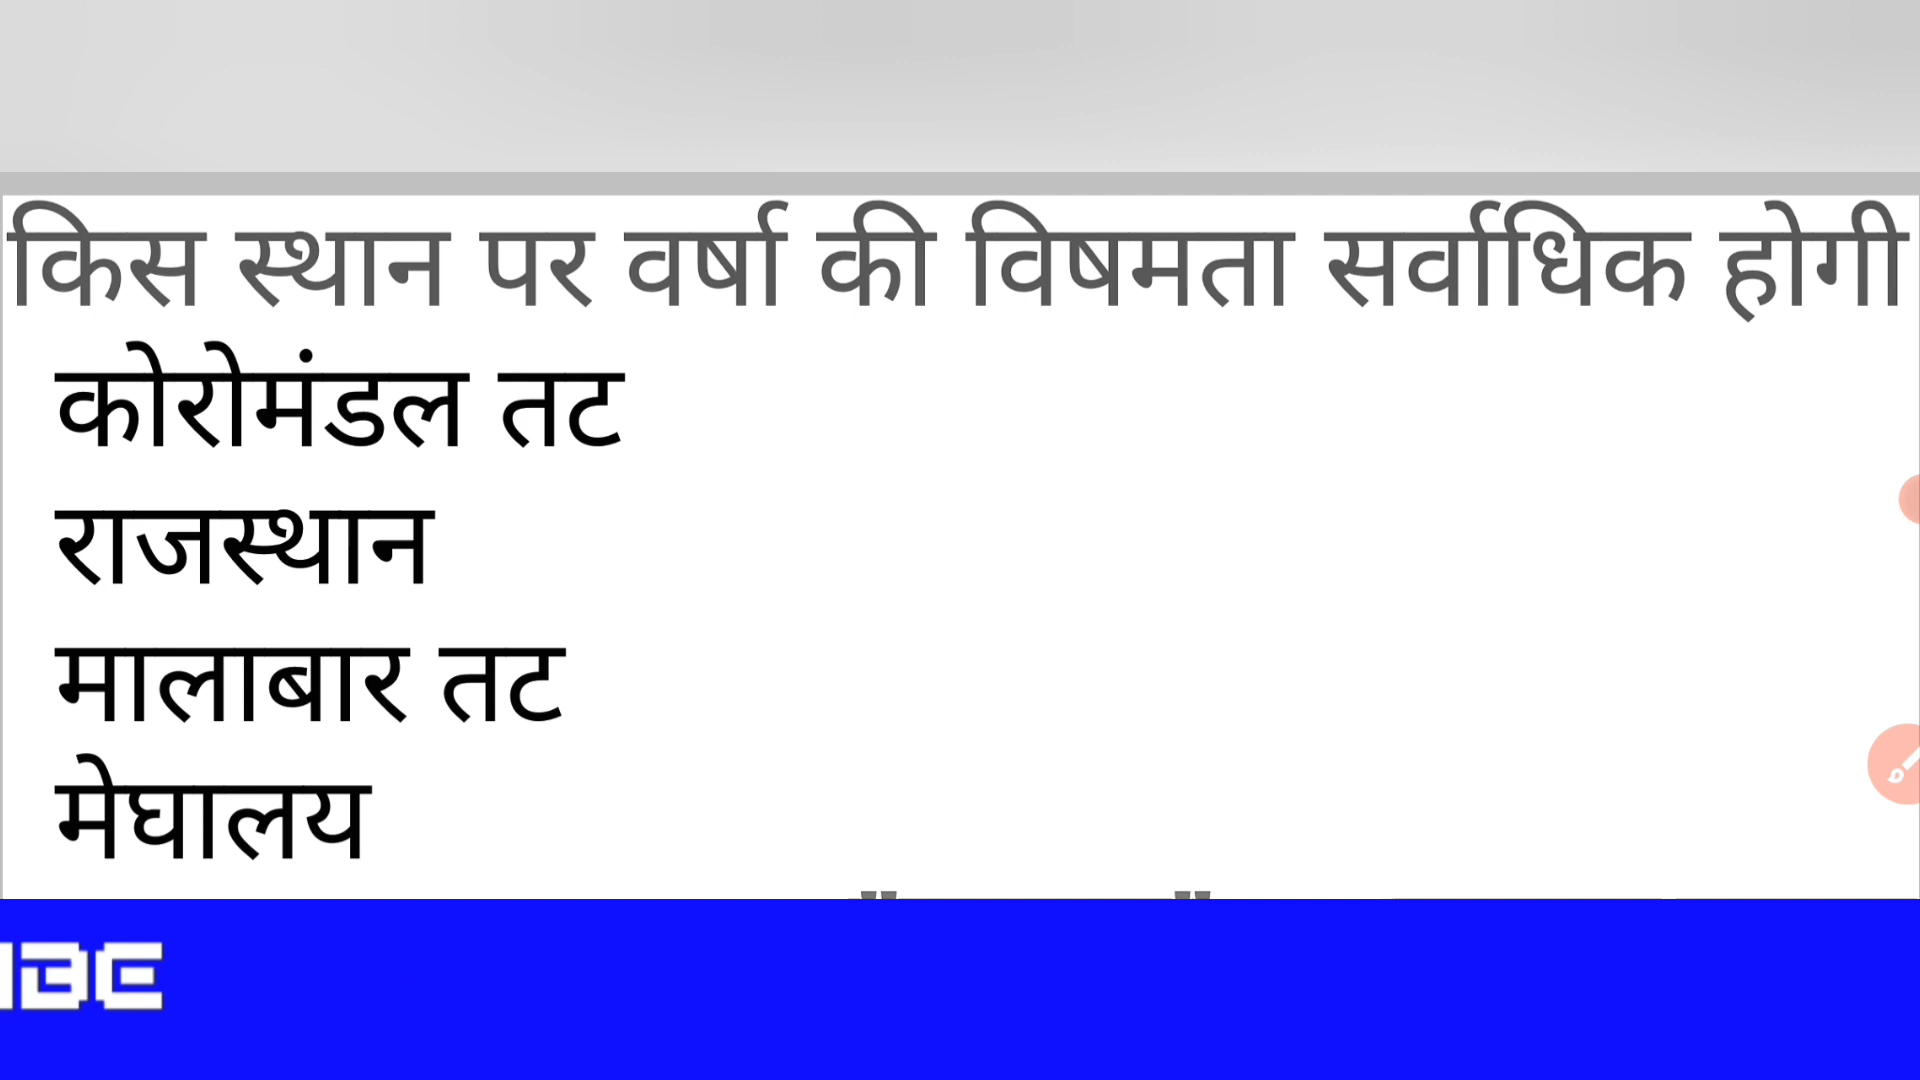 किस स्थान पर वर्षा की विषमता सर्वाधिक होगी
कोरोमंडल तट
राजस्थान
मालाबार तट
मेघालय